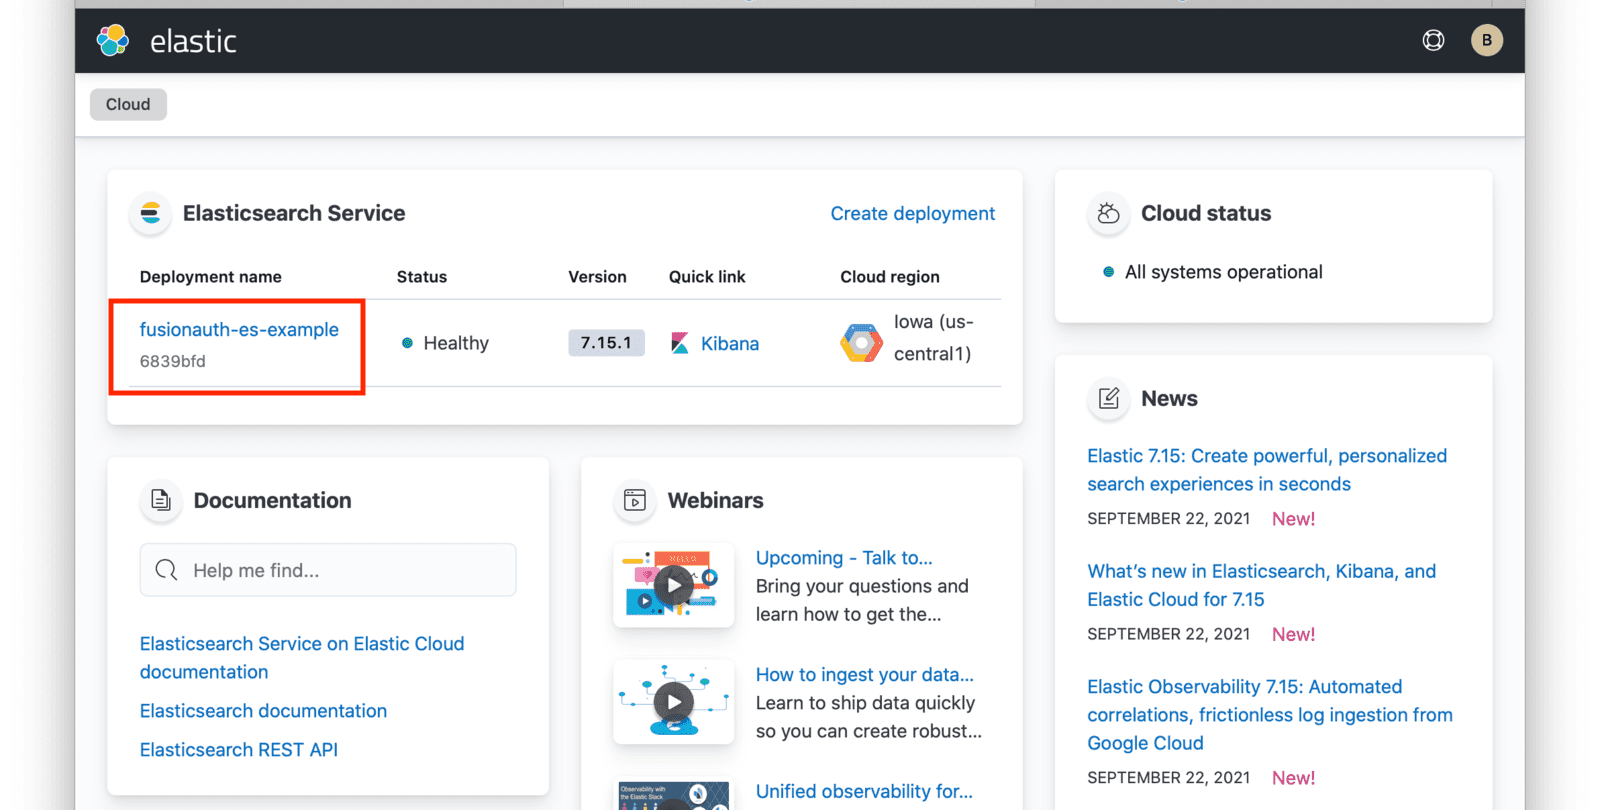 elastic
B
Cloud
Elasticsearch Service
Create deployment
Deployment name
Status
Version
Quick link
Cloud region
fusionauth-es-example
6839bfd
Healthy
7.15.1
Kibana
Iowa (us-
central1)
Cloud status
All systems operational
Documentation
Help me find...
Elasticsearch Service on Elastic Cloud
documentation
Elasticsearch documentation
Elasticsearch REST API
Webinars
HELLO
Upcoming - Talk to...
Bring your questions and
learn how to get the...
How to ingest your data...
Learn to ship data quickly
so you can create robust...
Observability with
the Elastic Stack
Unified observability for...
News
Elastic 7.15: Create powerful, personalized
search experiences in seconds
SEPTEMBER 22, 2021 New!
What's new in Elasticsearch, Kibana, and
Elastic Cloud for 7.15
SEPTEMBER 22, 2021 New!
Elastic Observability 7.15: Automated
correlations, frictionless log ingestion from
Google Cloud
SEPTEMBER 22, 2021 New!